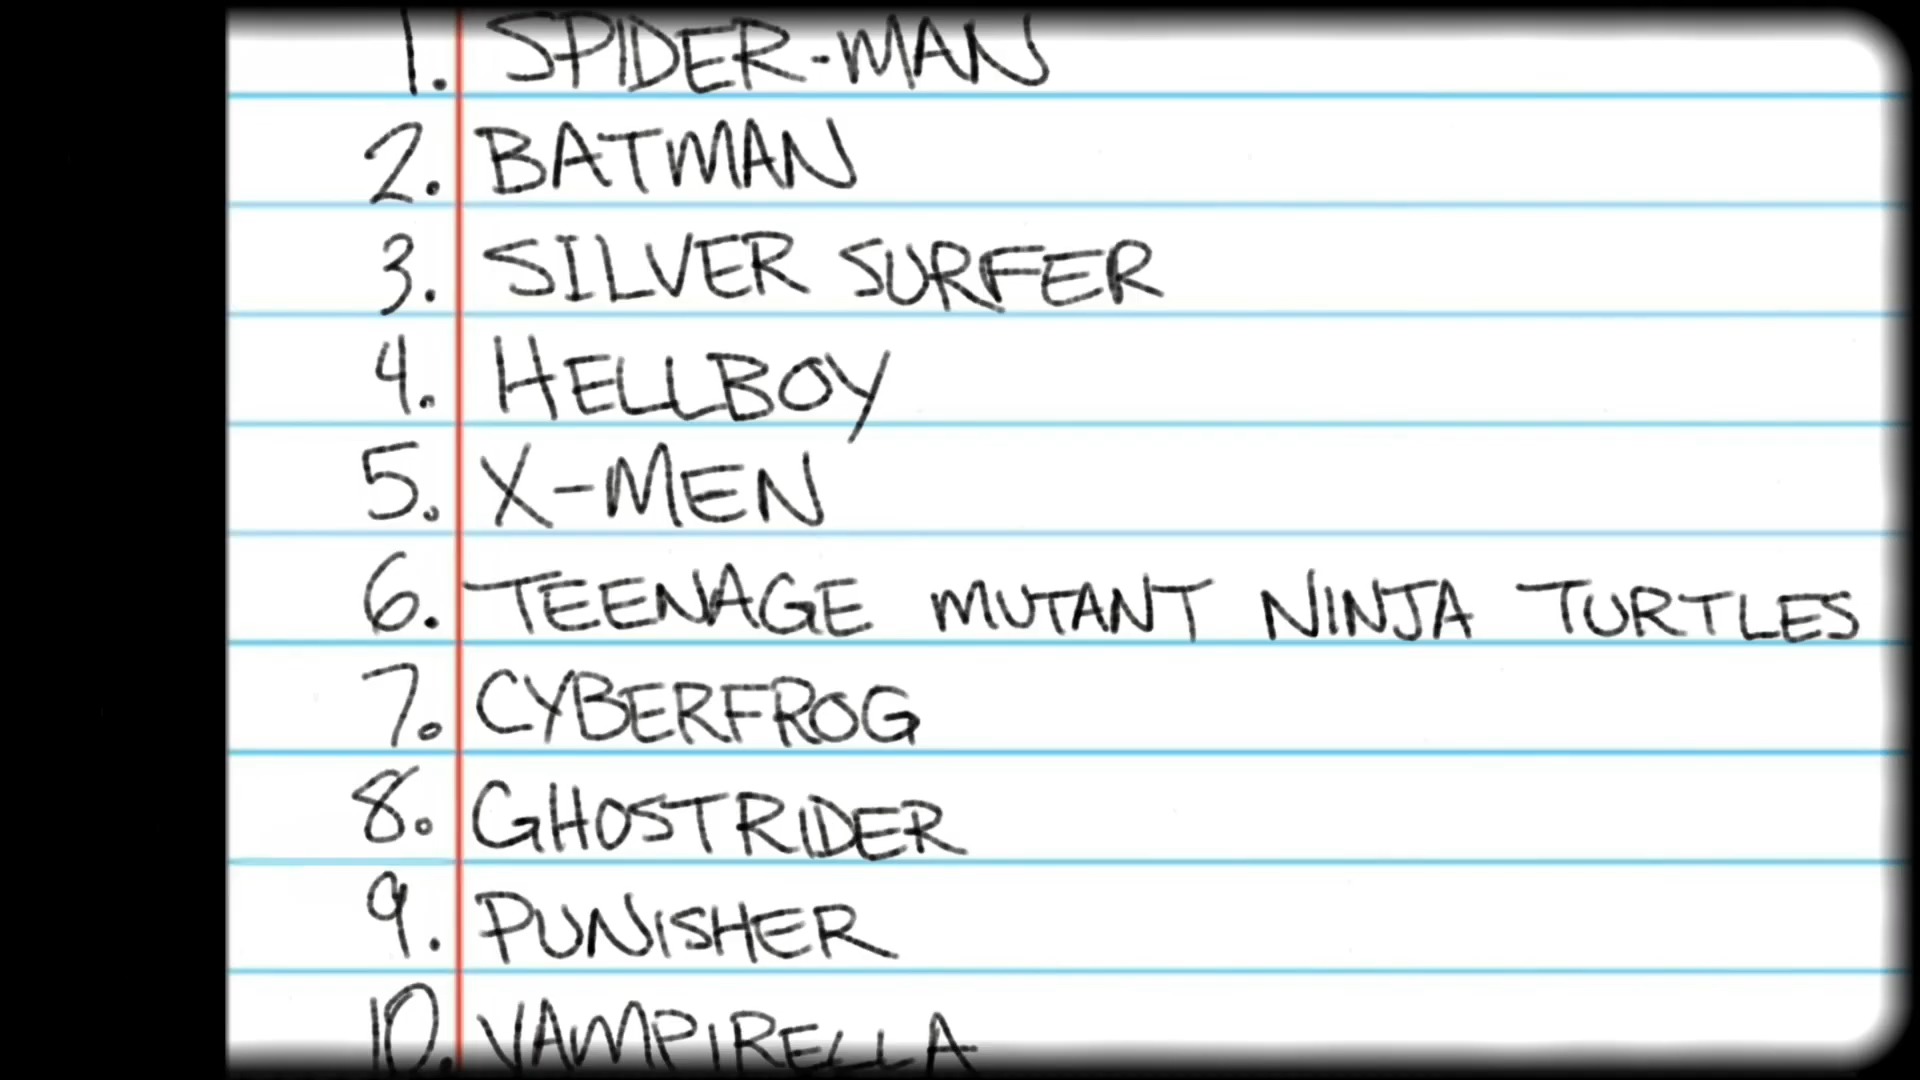 1. SPIDER-MAN
2. BATMAN
3. SILVER SURFER
4. HELLBOY
5. X-MEN
6. TEENAGE MUTANT NINJA TURTLES
7. CYBERFROG
8. GHOSTRIDER
9. PUNISHER
10. VAMPIRELLA